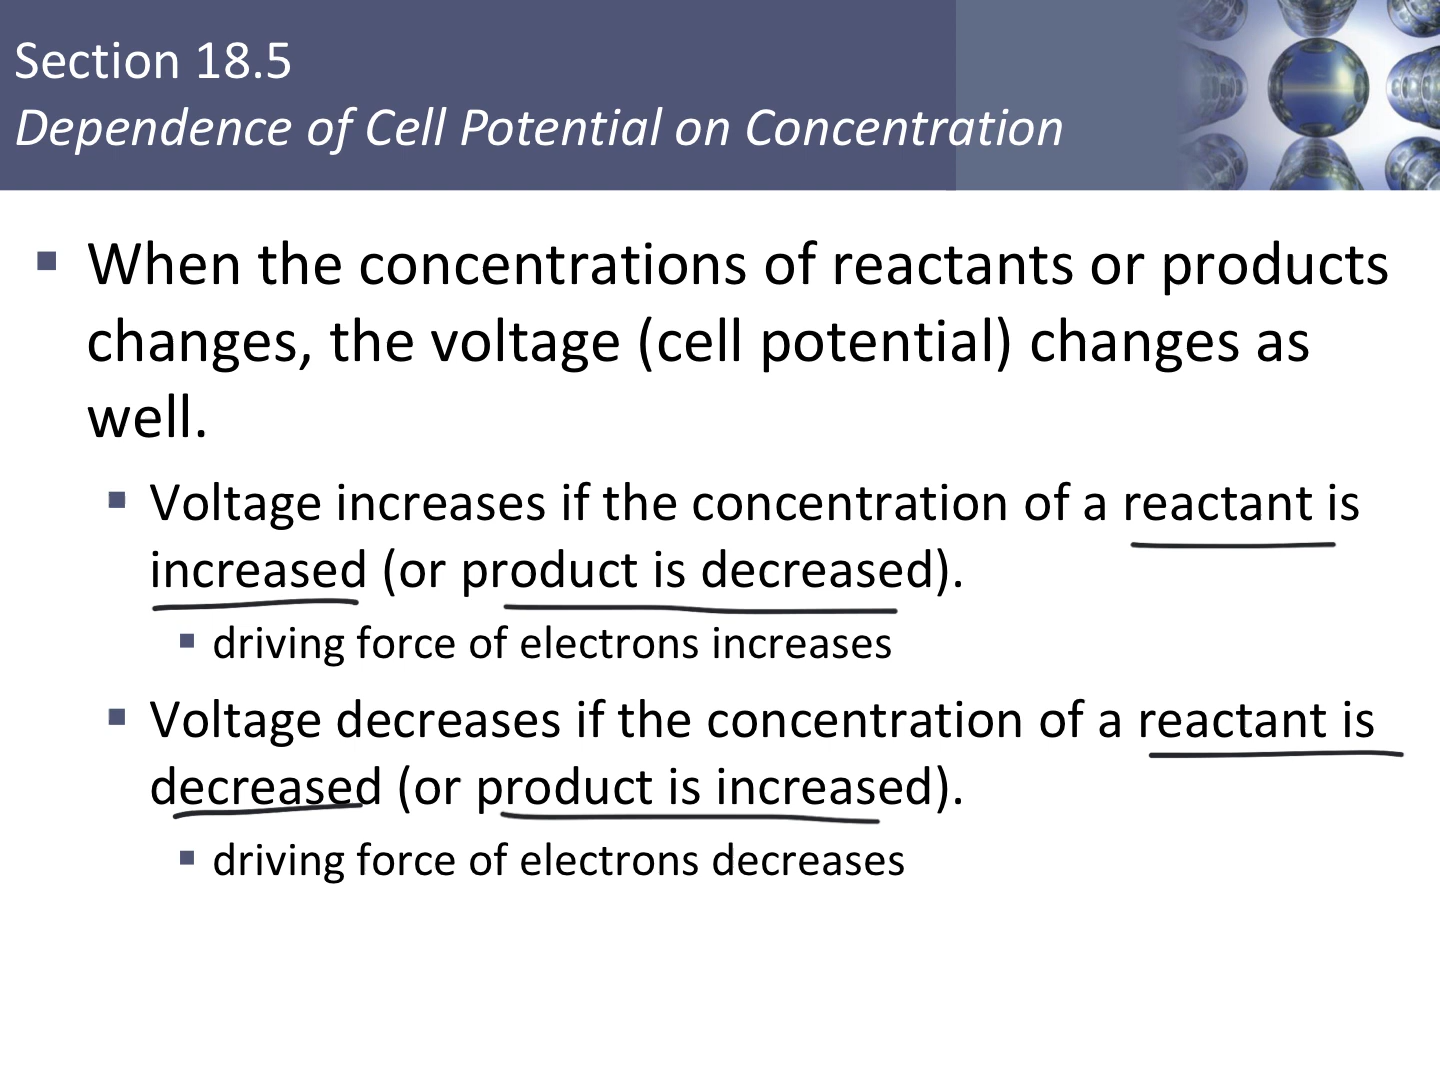 Section 18.5
Dependence of Cell Potential on Concentration
When the concentrations of reactants or products
changes, the voltage (cell potential) changes as
well.
Voltage increases if the concentration of a reactant is
increased (or product is decreased).
driving force of electrons increases
Voltage decreases if the concentration of a reactant is
decreased (or product is increased).
driving force of electrons decreases